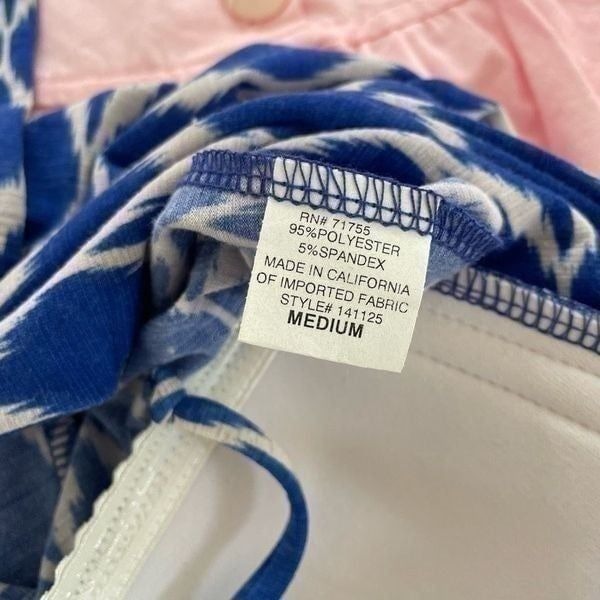 RN# 71755
95%POLYESTER
5%SPANDEX
MADE IN CALIFORNIA
OF IMPORTED FABRIC
STYLE# 141125
MEDIUM